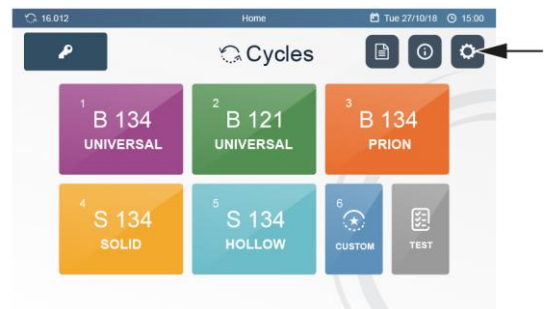 16.012 Home Tue 27/10/18 15:00
Cycles
1
B 134
UNIVERSAL
2
B 121
UNIVERSAL
3
B 134
PRION
4
S 134
SOLID
5
S 134
HOLLOW
6
CUSTOM
TEST